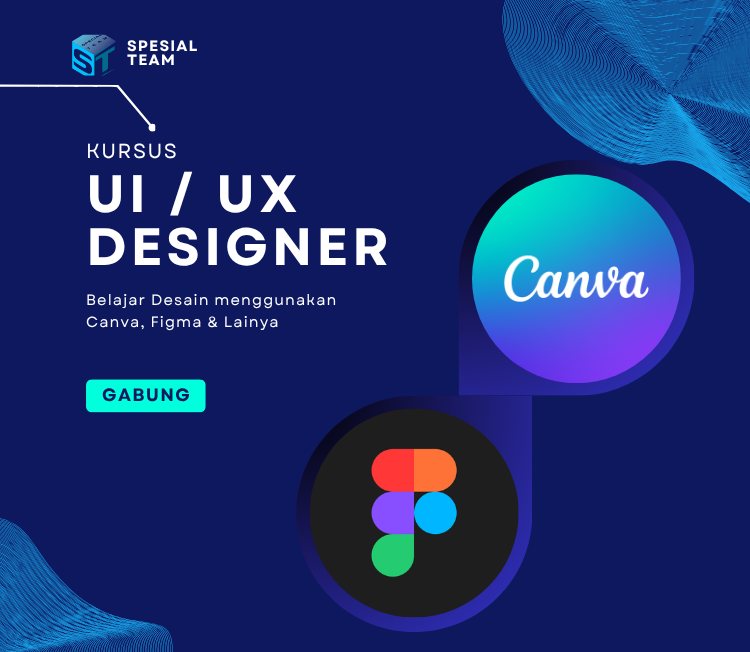 SPESIAL
TEAM
KURSUS
UI / UX
DESIGNER
Belajar Desain menggunakan
Canva, Figma & Lainya
GABUNG
Canva